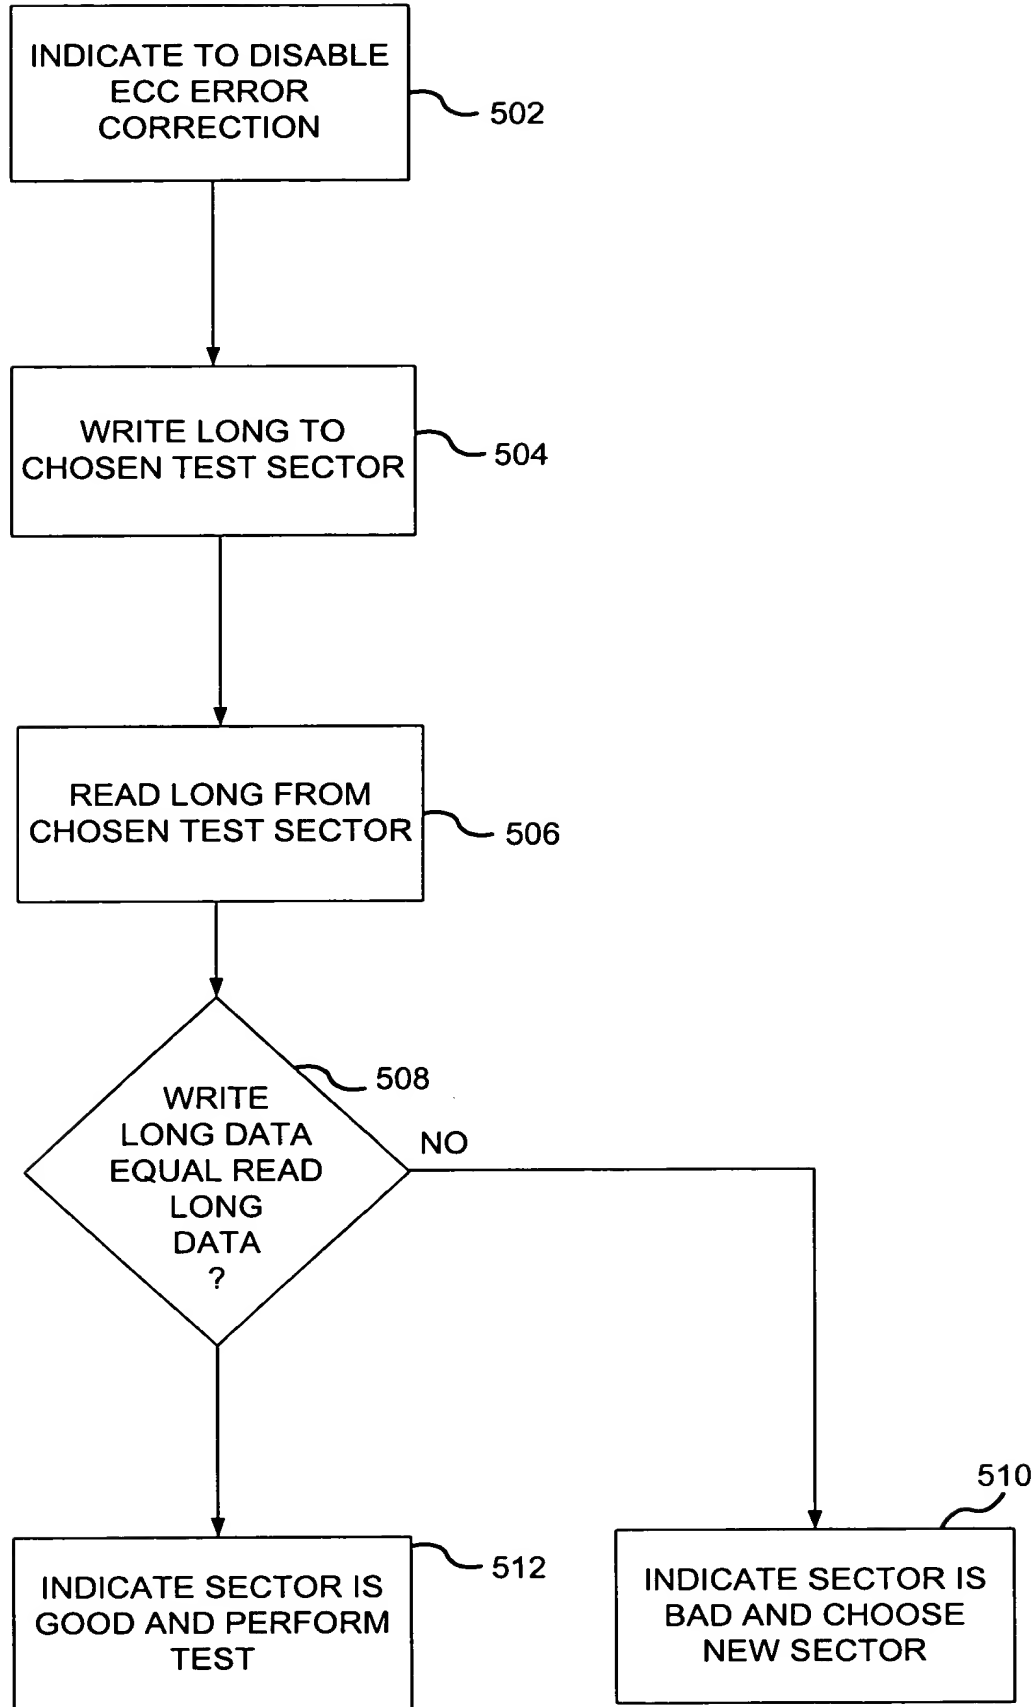 INDICATE TO DISABLE
ECC ERROR
CORRECTION
502
WRITE LONG TO
CHOSEN TEST SECTOR
504
READ LONG FROM
CHOSEN TEST SECTOR
506
508
WRITE
LONG DATA
EQUAL READ
LONG
DATA
?
NO
510
512
INDICATE SECTOR IS
GOOD AND PERFORM
TEST
INDICATE SECTOR IS
BAD AND CHOOSE
NEW SECTOR